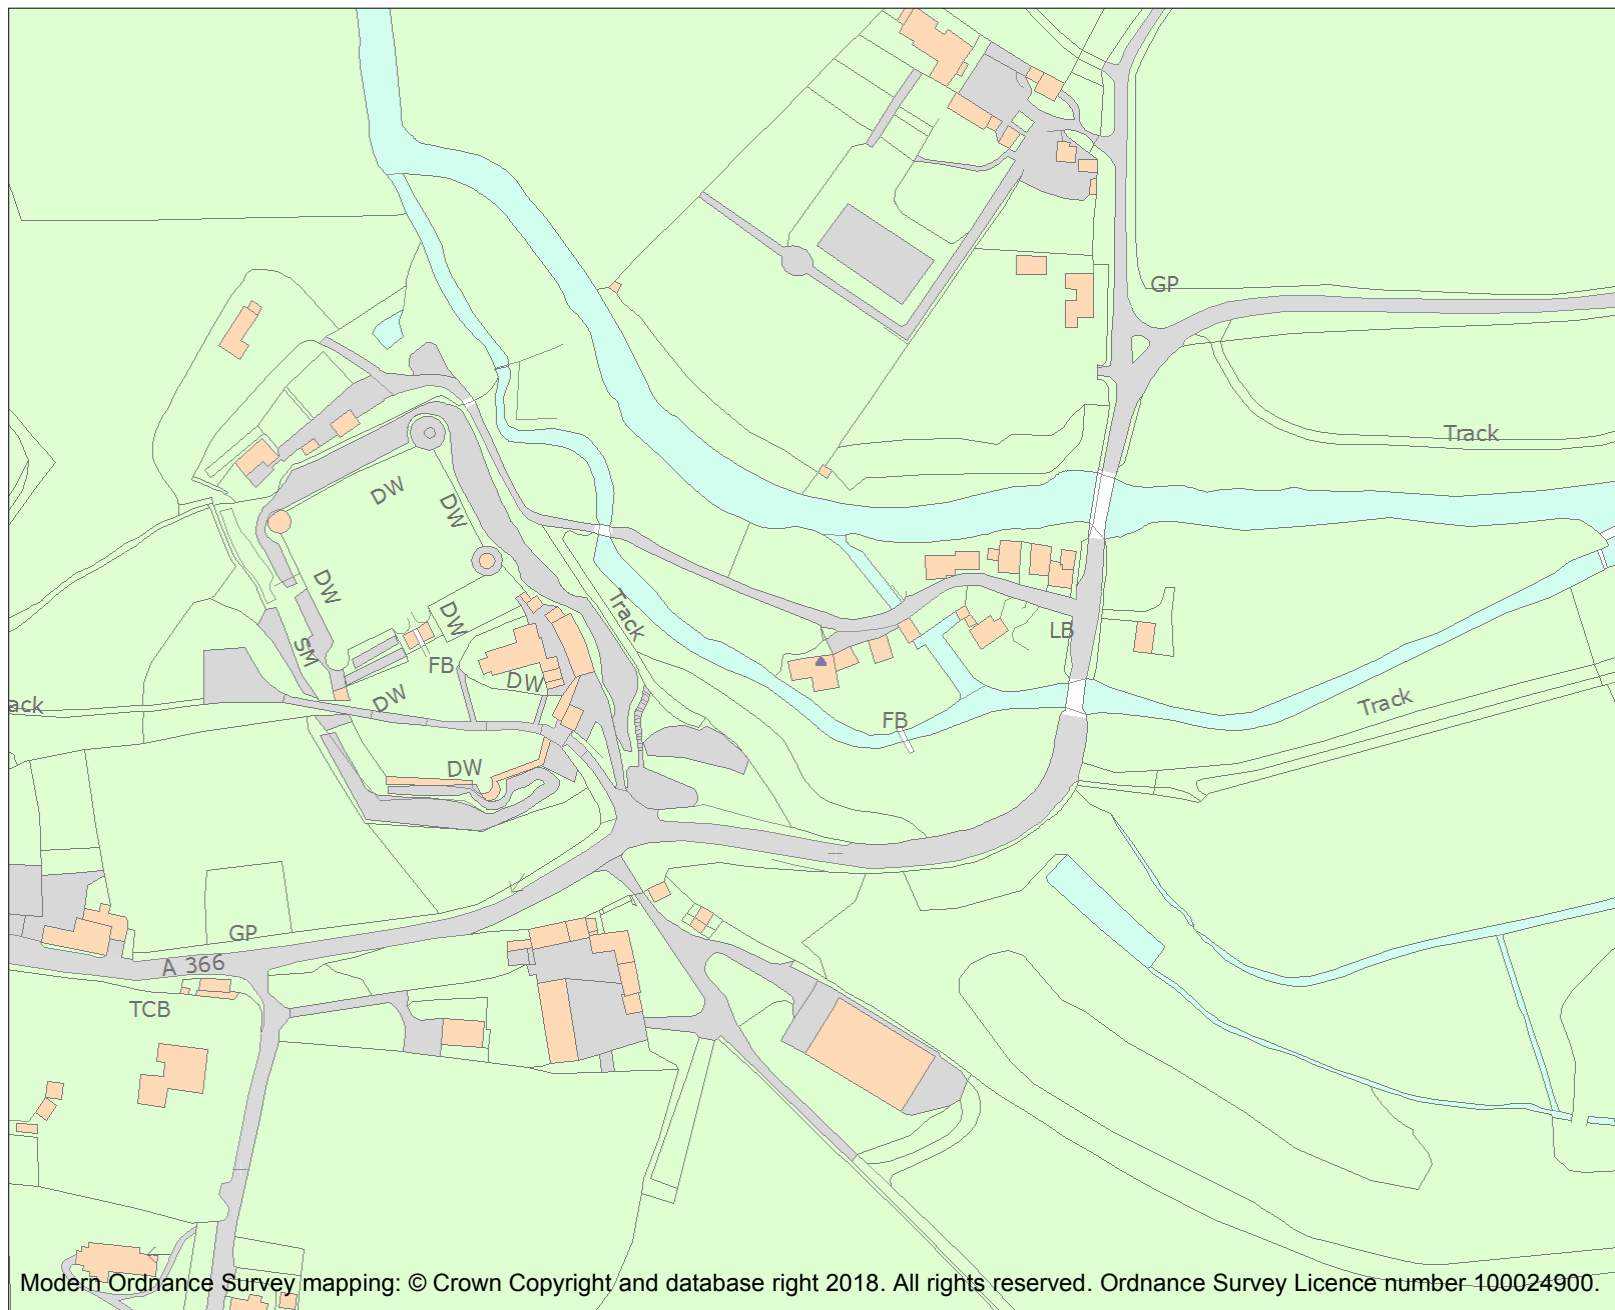 GP
Track
DW
DW
DW
Track
DW
LB
SM
FB
DW
DW
ack
Track
FB
DW
GP
A 366
TCB
Modern Ordnance Survey mapping: © Crown Copyright and database right 2018. All rights reserved. Ordnance Survey Licence number 100024900.